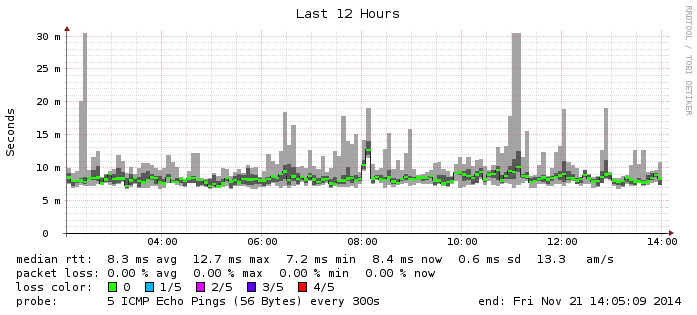 Last 12 Hours
RRDTOOL / TOBI OETIKER
Seconds
30 m
25 m
20 m
15 m
10 m
5 m
0
04:00 06:00 08:00 10:00 12:00 14:00
median rtt: 8.3 ms avg 12.7 ms max 7.2 ms min 8.4 ms now 0.6 ms sd 13.3 am/s
packet loss: 0.00 % avg 0.00 % max 0.00 % min 0.00 % now
loss color: 0 1/5 2/5 3/5 4/5
probe: 5 ICMP Echo Pings (56 Bytes) every 300s end: Fri Nov 21 14:05:09 2014